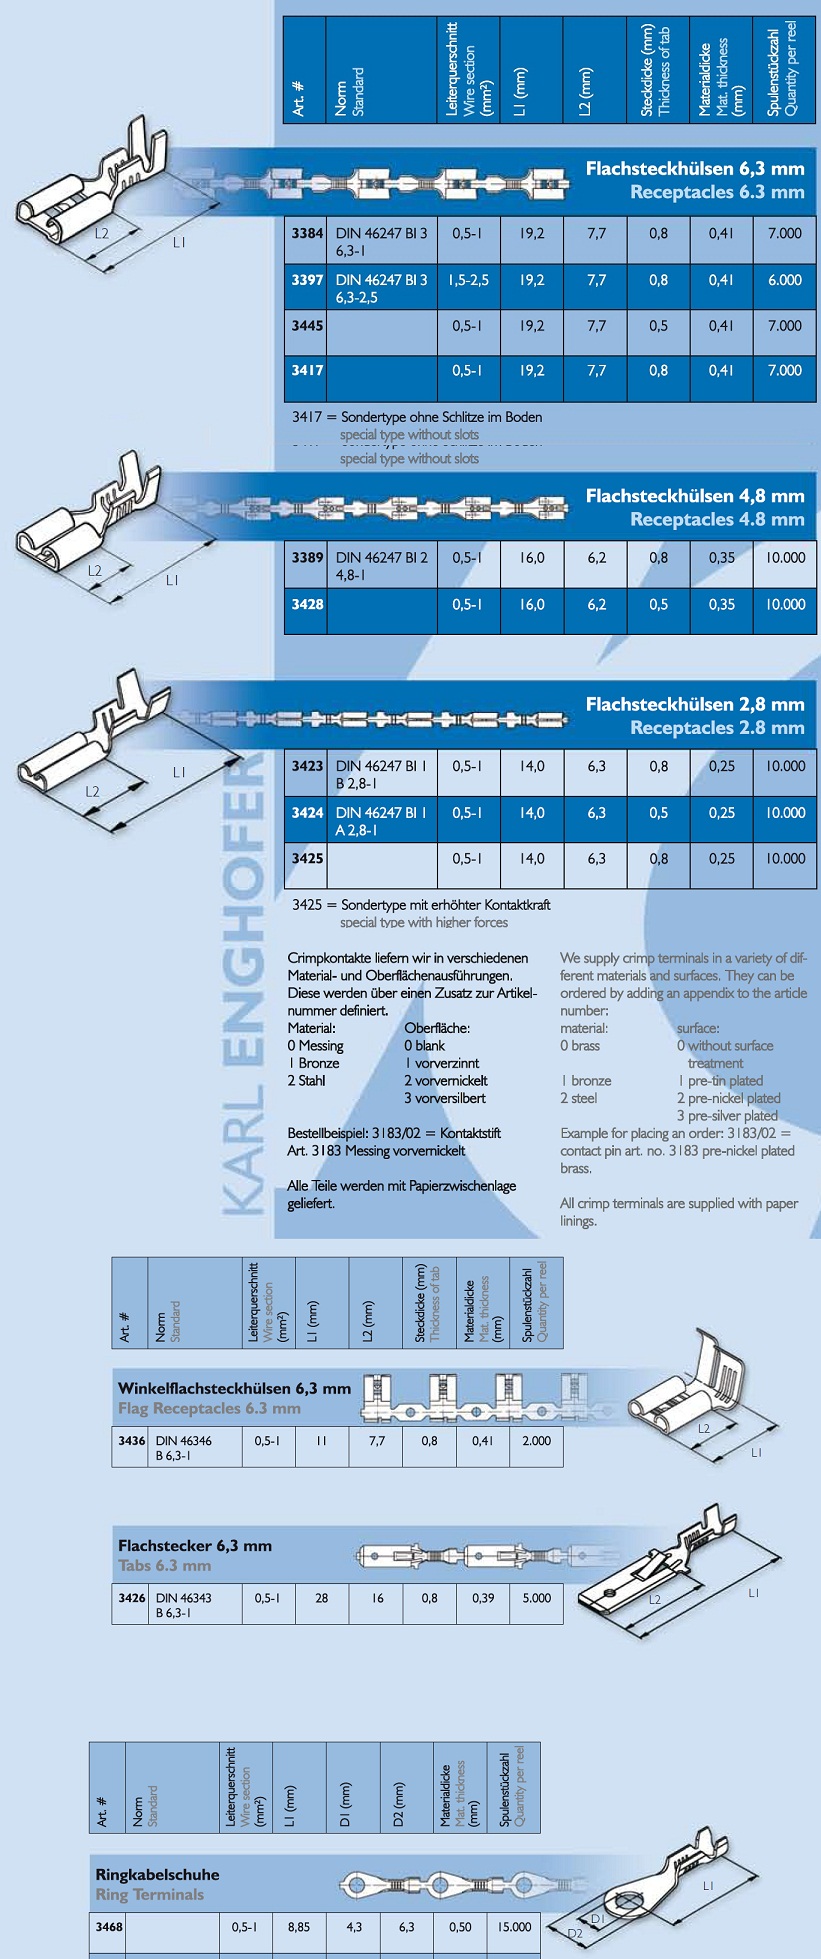 Art. #
Norm
Standard
Leiterquerschnitt
Wire section
(mm²)
L1 (mm)
L2 (mm)
Steckdicke (mm)
Thickness of tab
Materialdicke
Mat. thickness
(mm)
Spulenstückzahl
Quantity per reel
Flachsteckhülsen 6,3 mm
Receptacles 6.3 mm
L2
L1
3384 DIN 46247 Bl 3 0,5-1 19,2 7,7 0,8 0,41 7.000
6,3-1
3397 DIN 46247 Bl 3 1,5-2,5 19,2 7,7 0,8 0,41 6.000
6,3-2,5
3445 0,5-1 19,2 7,7 0,5 0,41 7.000
3417 0,5-1 19,2 7,7 0,8 0,41 7.000
3417 = Sondertype ohne Schlitze im Boden
special type without slots
special type without slots
Flachsteckhülsen 4,8 mm
Receptacles 4.8 mm
L2
L1
3389 DIN 46247 Bl 2 0,5-1 16,0 6,2 0,8 0,35 10.000
4,8-1
3428 0,5-1 16,0 6,2 0,5 0,35 10.000
Flachsteckhülsen 2,8 mm
Receptacles 2.8 mm
L2
L1
3423 DIN 46247 Bl 1 0,5-1 14,0 6,3 0,8 0,25 10.000
B 2,8-1
3424 DIN 46247 Bl 1 0,5-1 14,0 6,3 0,5 0,25 10.000
A 2,8-1
3425 0,5-1 14,0 6,3 0,8 0,25 10.000
3425 = Sondertype mit erhöhter Kontaktkraft
special type with higher forces
KARL ENGHOFER
Crimpkontakte liefern wir in verschiedenen
Material- und Oberflächenausführungen.
Diese werden über einen Zusatz zur Artikel-
nummer definiert.
Material: Oberfläche:
0 Messing 0 blank
1 Bronze 1 vorverzinnt
2 Stahl 2 vorvernickelt
3 vorversilbert
Bestellbeispiel: 3183/02 = Kontaktstift
Art. 3183 Messing vorvernickelt
Alle Teile werden mit Papierzwischenlage
geliefert.
We supply crimp terminals in a variety of dif-
ferent materials and surfaces. They can be
ordered by adding an appendix to the article
number:
material: surface:
0 brass 0 without surface
treatment
1 bronze 1 pre-tin plated
2 steel 2 pre-nickel plated
3 pre-silver plated
Example for placing an order: 3183/02 =
contact pin art. no. 3183 pre-nickel plated
brass.
All crimp terminals are supplied with paper
linings.
Art. #
Norm
Standard
Leiterquerschnitt
Wire section
(mm²)
L1 (mm)
L2 (mm)
Steckdicke (mm)
Thickness of tab
Materialdicke
Mat. thickness
(mm)
Spulenstückzahl
Quantity per reel
Winkelflachsteckhülsen 6,3 mm
Flag Receptacles 6.3 mm
3436 DIN 46346 0,5-1 11 7,7 0,8 0,41 2.000
B 6,3-1
L2
L1
Flachstecker 6,3 mm
Tabs 6.3 mm
3426 DIN 46343 0,5-1 28 16 0,8 0,39 5.000
B 6,3-1
L2
L1
Art. #
Norm
Standard
Leiterquerschnitt
Wire section
(mm²)
L1 (mm)
D1 (mm)
D2 (mm)
Materialdicke
Mat. thickness
(mm)
Spulenstückzahl
Quantity per reel
Ringkabelschuhe
Ring Terminals
3468 0,5-1 8,85 4,3 6,3 0,50 15.000
L1
D1
D2